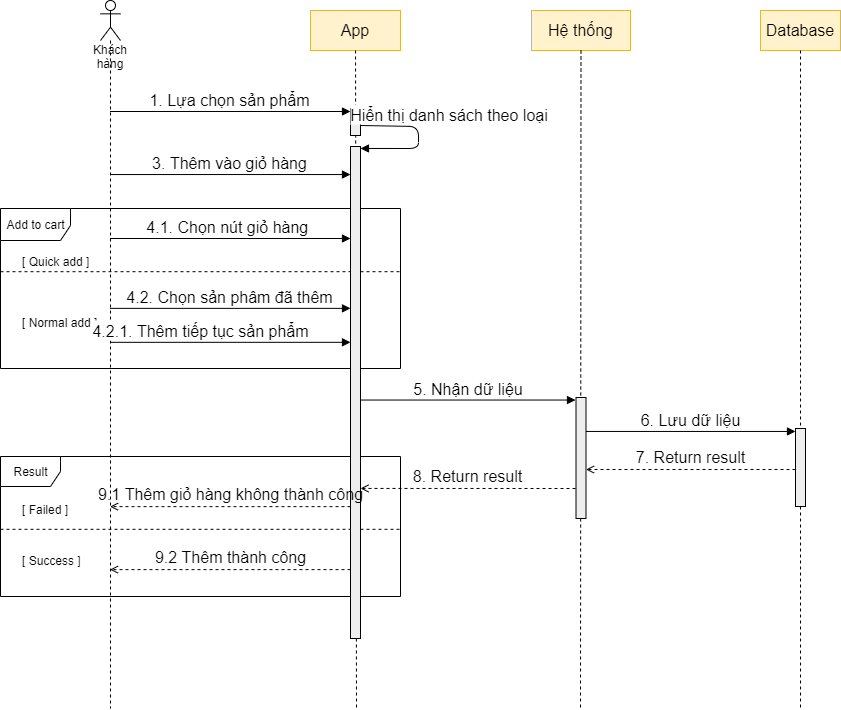 Khách
hàng
App
Hệ thống
Database
1. Lựa chọn sản phẩm
Hiển thị danh sách theo loại
3. Thêm vào giỏ hàng
Add to cart
4.1. Chọn nút giỏ hàng
[ Quick add ]
4.2. Chọn sản phâm đã thêm
[ Normal add ]
4.2.1. Thêm tiếp tục sản phẩm
5. Nhận dữ liệu
6. Lưu dữ liệu
7. Return result
Result
8. Return result
9.1 Thêm giỏ hàng không thành công
[ Failed ]
9.2 Thêm thành công
[ Success ]